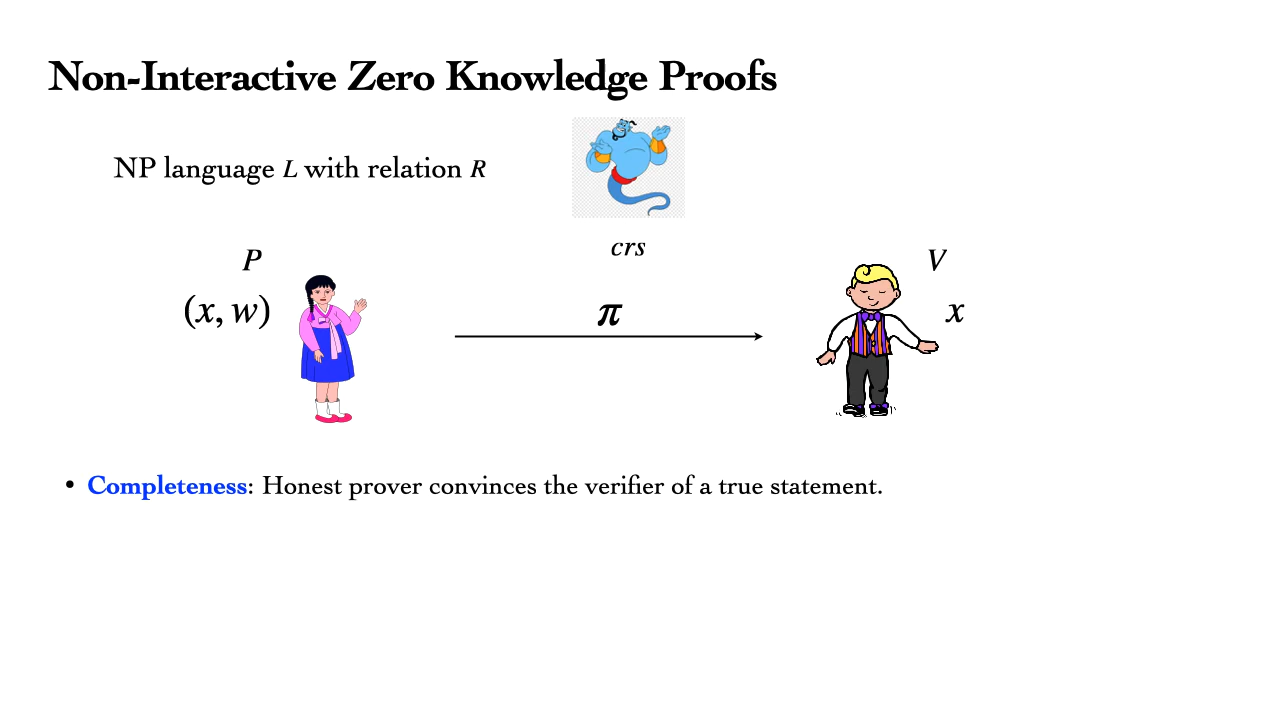 Non-Interactive Zero Knowledge Proofs
NP language L with relation R
crs
P
V
(x, w)
π
x
• Completeness: Honest prover convinces the verifier of a true statement.